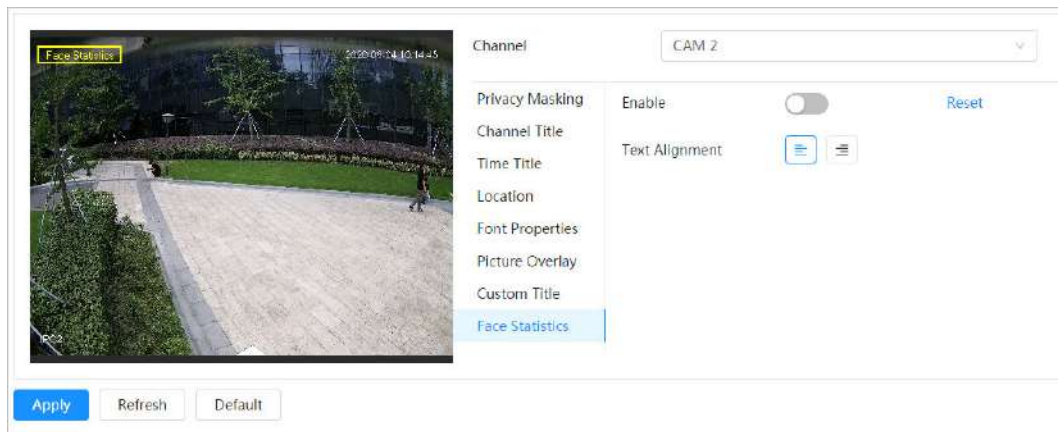 Face Statistics
2020-09-04 10:14:45
IPC2
Channel
CAM 2
Privacy Masking
Channel Title
Time Title
Location
Font Properties
Picture Overlay
Custom Title
Face Statistics
Enable
Reset
Text Alignment
Apply
Refresh
Default